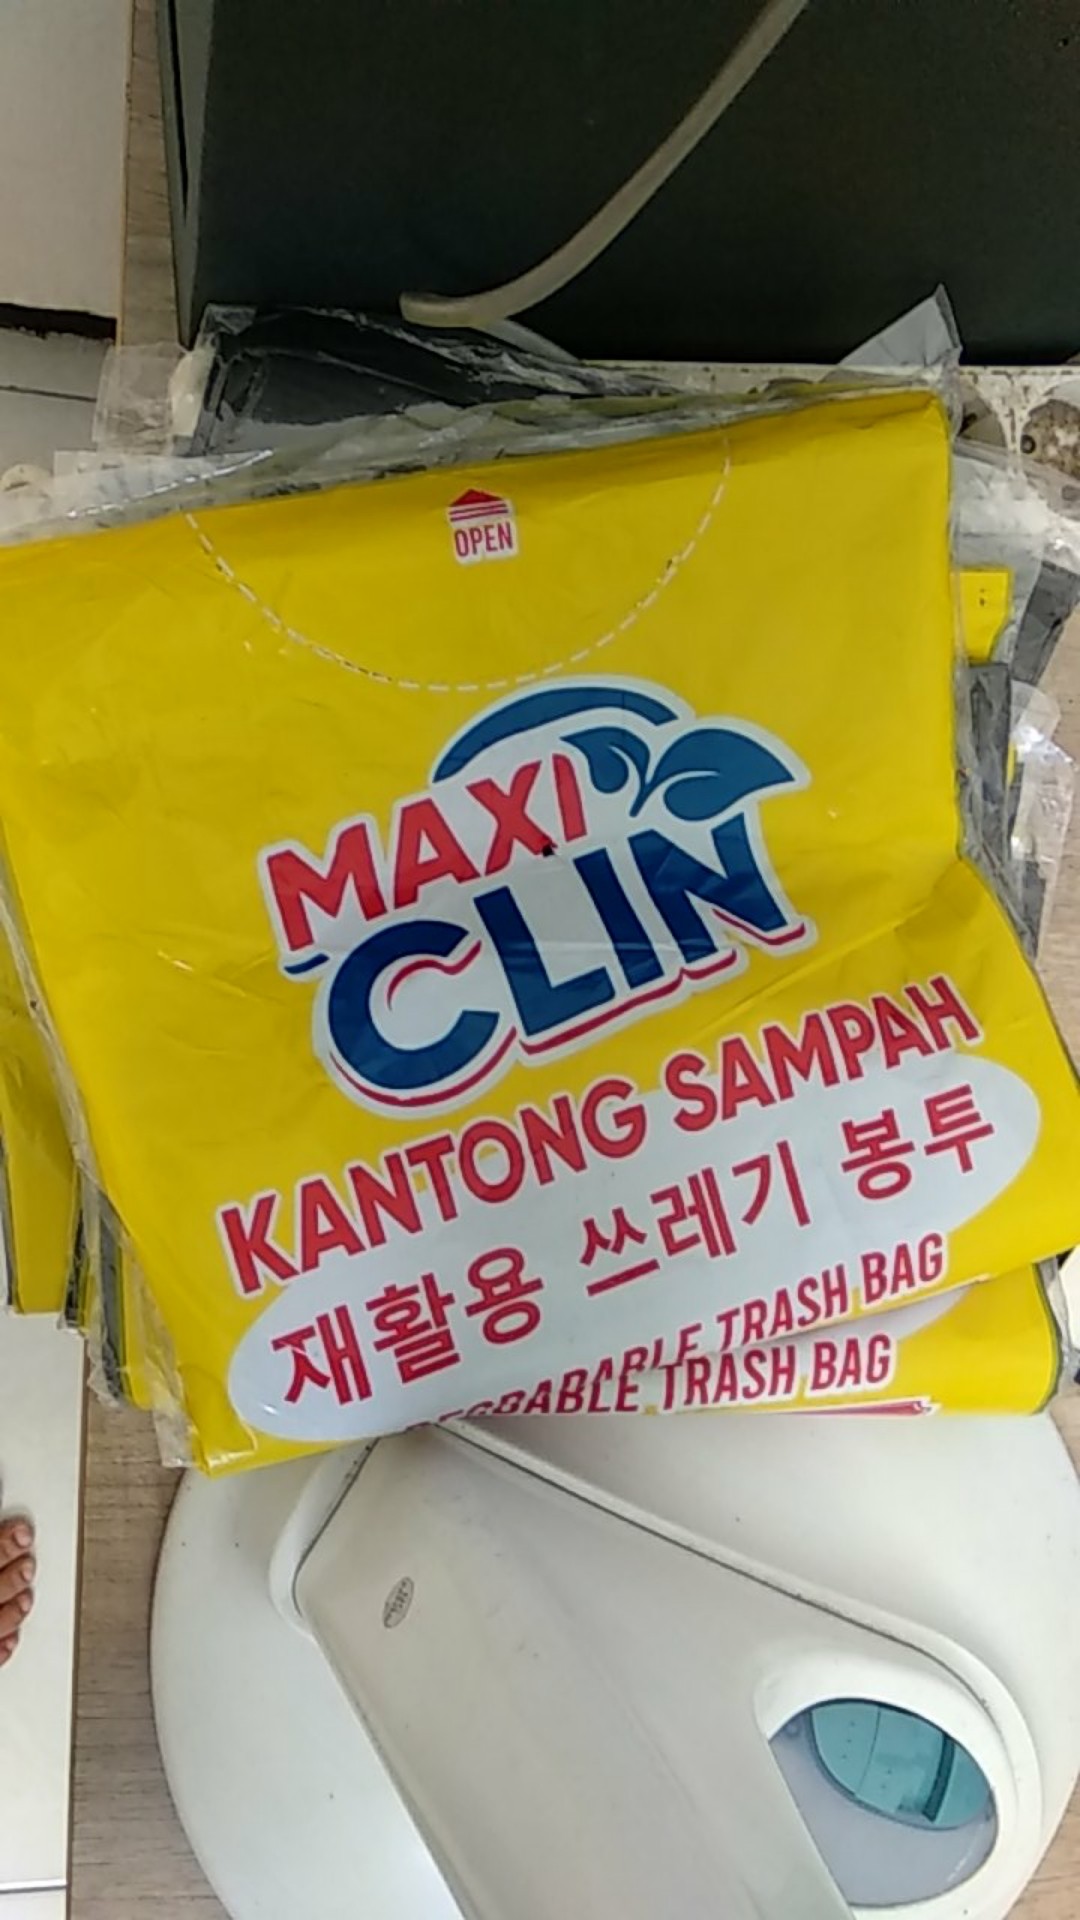 OPEN
MAXI
CLIN
KANTONG SAMPAH
재활용 쓰레기 봉투
TRASH BAG
TRASH BAG